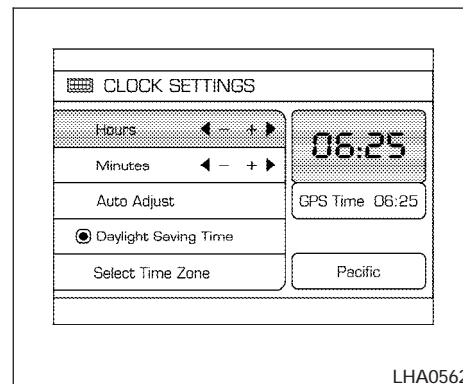 CLOCK SETTINGS
Hours ◀ - + ▶
06:25
Minutes ◀ - + ▶
Auto Adjust
GPS Time 06:25
Daylight Saving Time
Select Time Zone
Pacific
LHA0562